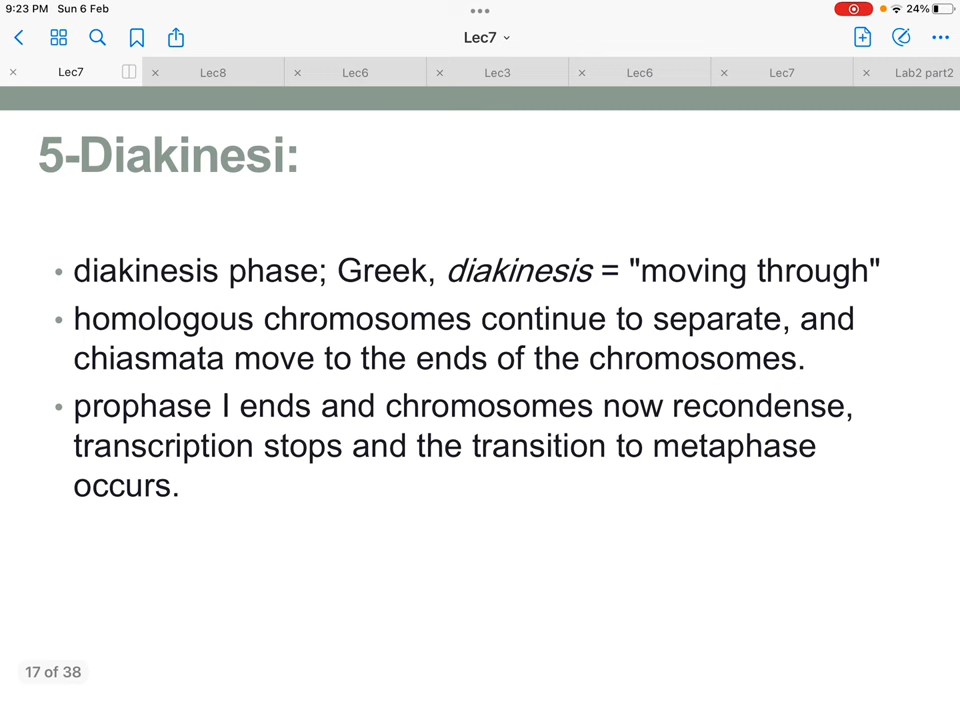 9:23 PM Sun 6 Feb
24%
Lec7
Lec7
Lec8
Lec6
Lec3
Lec6
Lec7
Lab2 part2
5-Diakinesi:
• diakinesis phase; Greek, diakinesis = "moving through"
• homologous chromosomes continue to separate, and
chiasmata move to the ends of the chromosomes.
• prophase I ends and chromosomes now recondense,
transcription stops and the transition to metaphase
occurs.
17 of 38